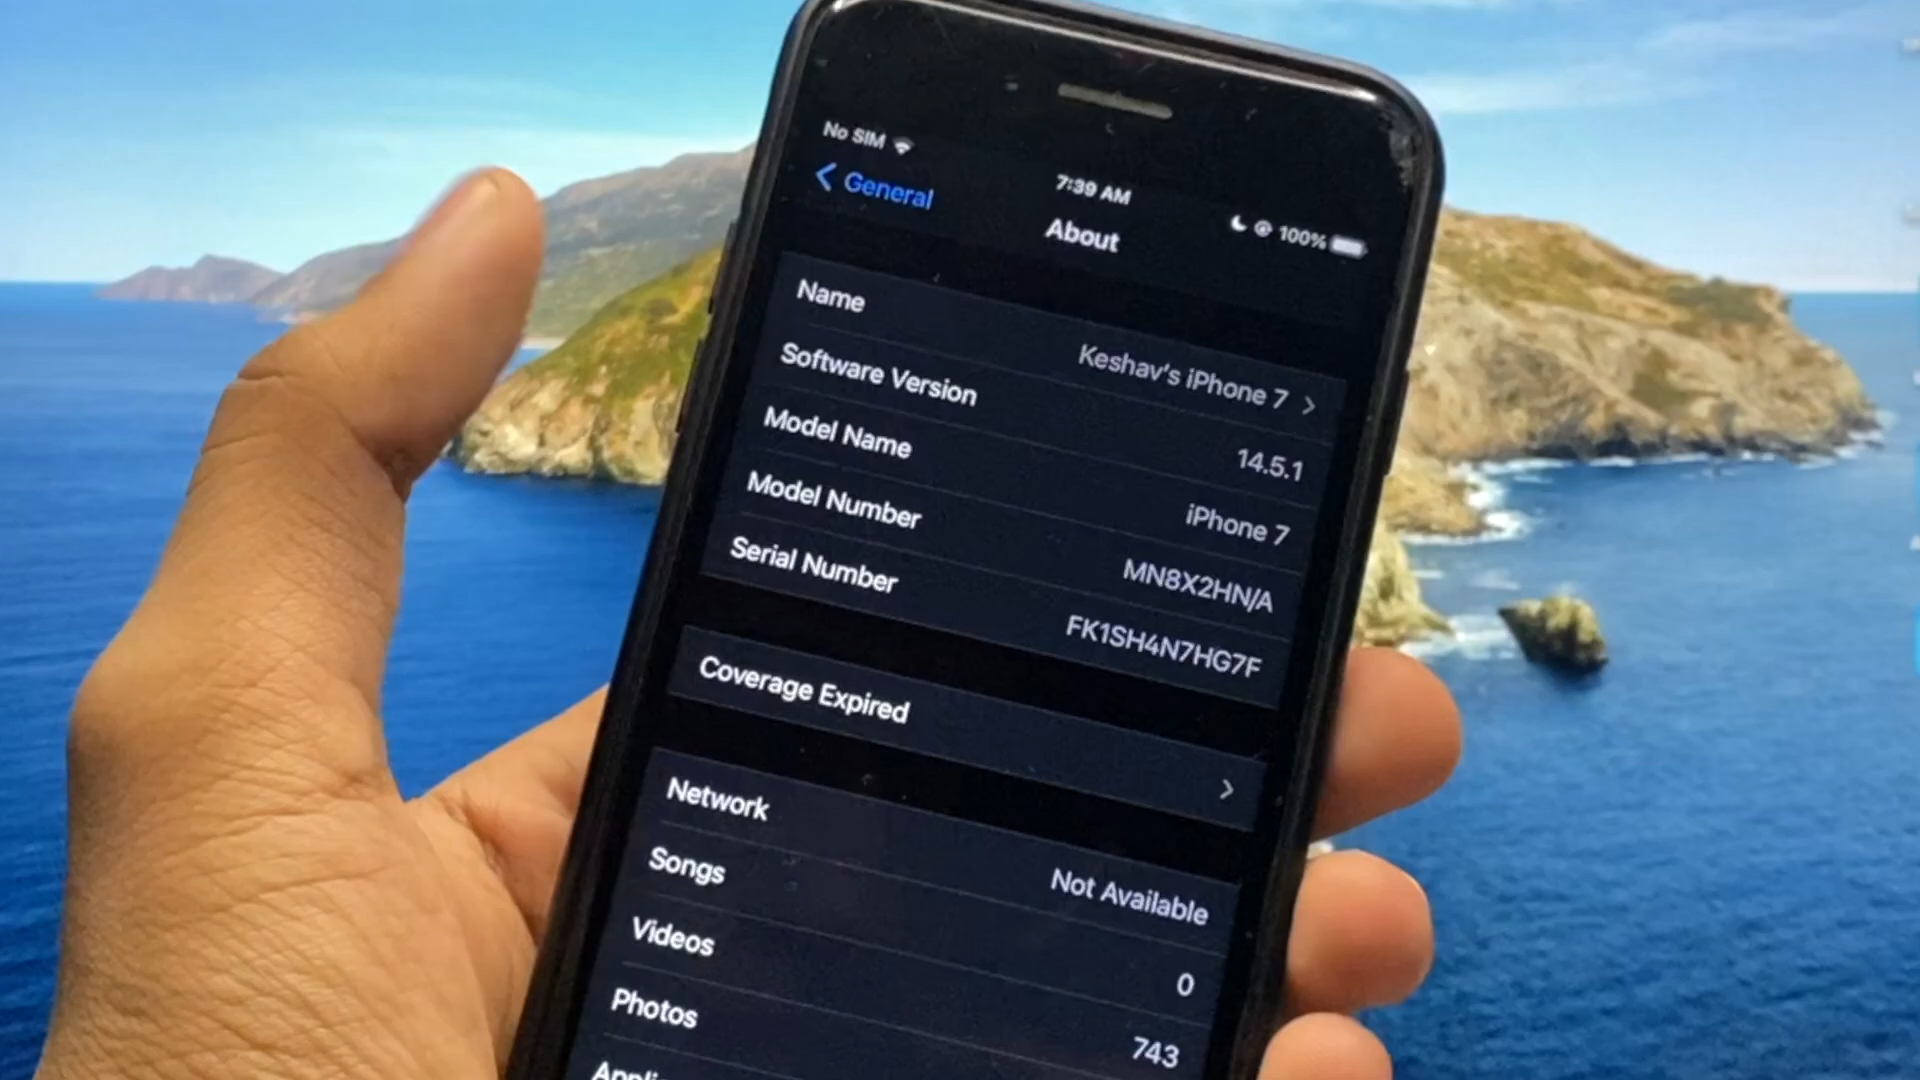 No SIM
7:39 AM
100%
General
About
Name
Keshav's iPhone 7
Software Version
14.5.1
Model Name
iPhone 7
Model Number
MN8X2HN/A
Serial Number
FK1SH4N7HG7F
Coverage Expired
Network
Not Available
Songs
0
Videos
743
Photos